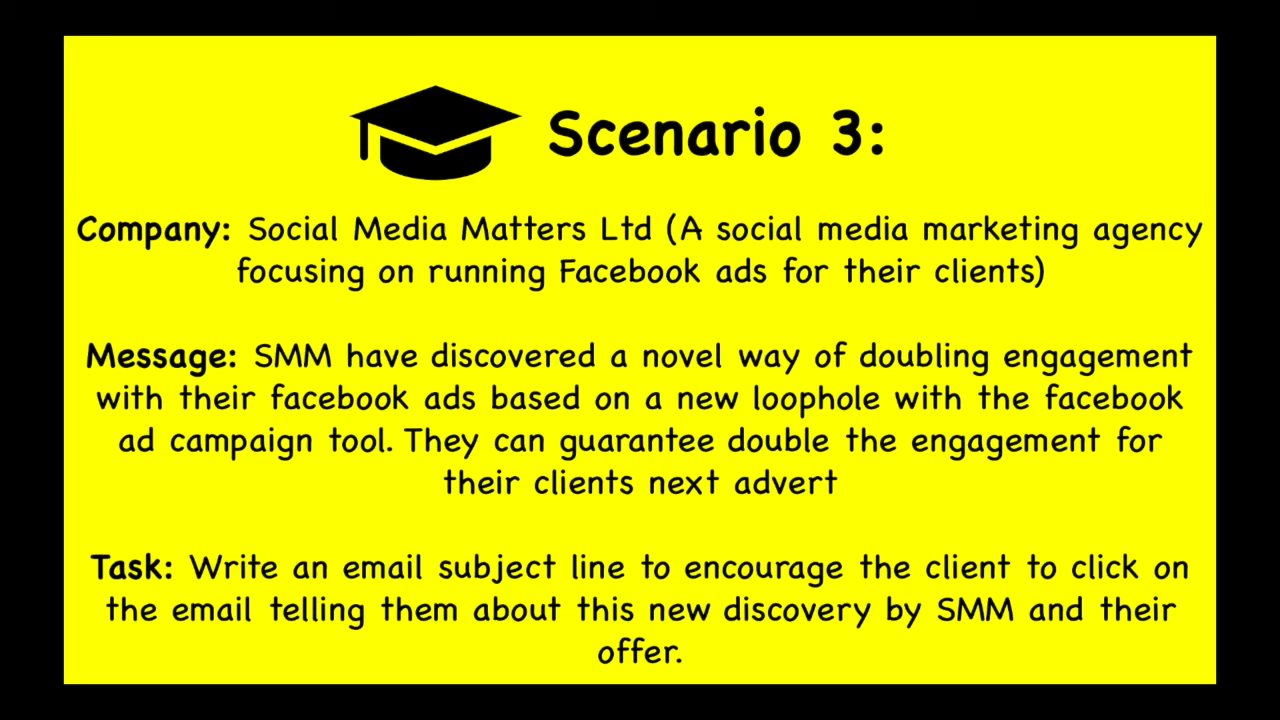 Scenario 3:
Company: Social Media Matters Ltd (A social media marketing agency
focusing on running Facebook ads for their clients)
Message: SMM have discovered a novel way of doubling engagement
with their facebook ads based on a new loophole with the facebook
ad campaign tool. They can guarantee double the engagement for
their clients next advert
Task: Write an email subject line to encourage the client to click on
the email telling them about this new discovery by SMM and their
offer.